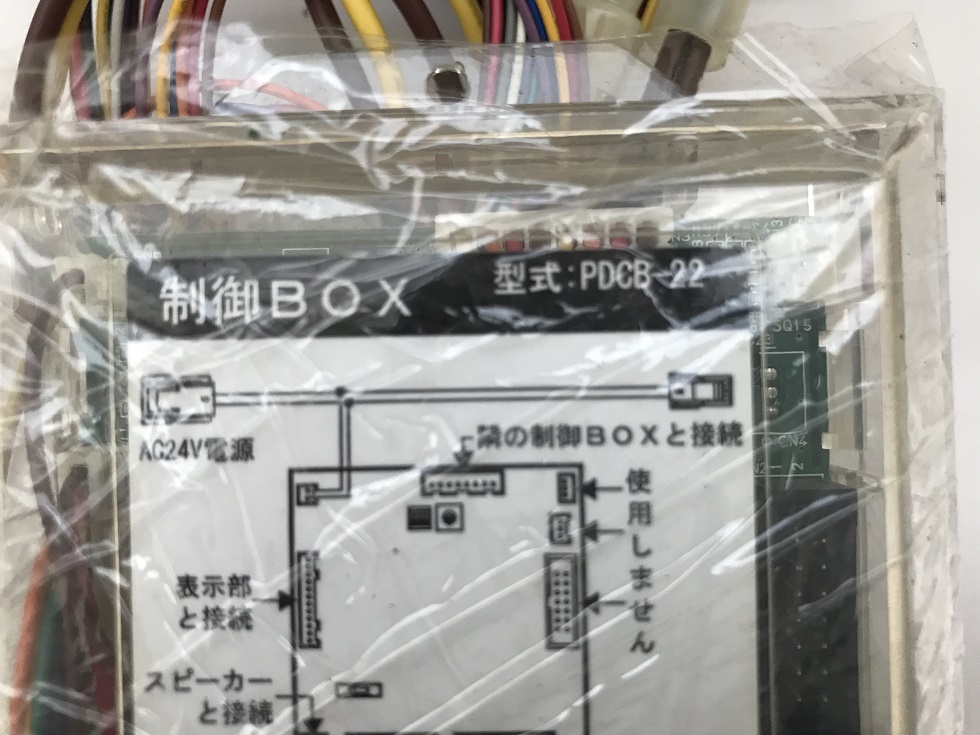 制御BOX
型式:PDCB-22
AC24V電源
隣の制御BOXと接続
使用しません
表示部
と接続
スピーカー
と接続
SQ15
CN4